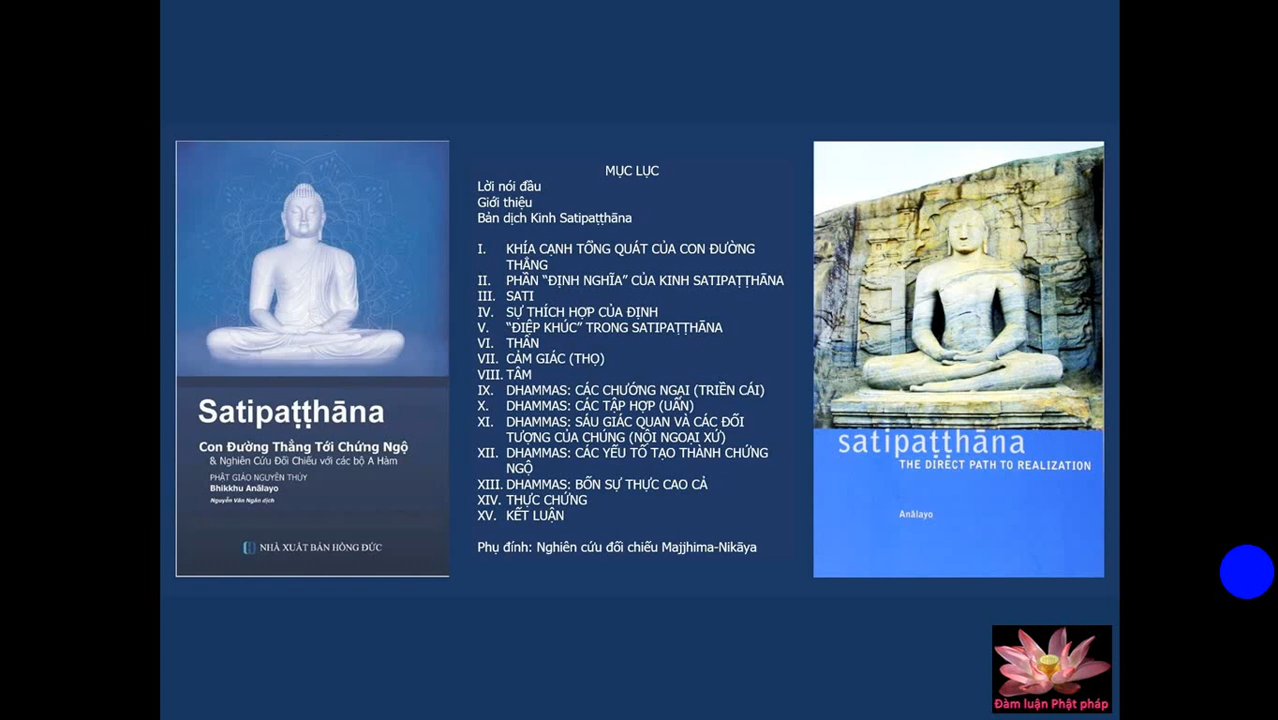 Satipaṭṭhāna
Con Đường Thẳng Tới Chứng Ngộ
& Nghiên Cứu Đối Chiếu với các bộ A Hàm
PHẬT GIÁO NGUYÊN THỦY
Bhikkhu Anālayo
Nguyễn Văn Ngân dịch
NHÀ XUẤT BẢN HỒNG ĐỨC
MỤC LỤC
Lời nói đầu
Giới thiệu
Bản dịch Kinh Satipaṭṭhāna
I. KHÍA CẠNH TỔNG QUÁT CỦA CON ĐƯỜNG
THẲNG
II. PHẦN “ĐỊNH NGHĨA” CỦA KINH SATIPAṬṬHĀNA
III. SATI
IV. SỰ THÍCH HỢP CỦA ĐỊNH
V. “ĐIỆP KHÚC” TRONG SATIPAṬṬHĀNA
VI. THÂN
VII. CẢM GIÁC (THỌ)
VIII. TÂM
IX. DHAMMAS: CÁC CHƯỚNG NGẠI (TRIỀN CÁI)
X. DHAMMAS: CÁC TẬP HỢP (UẨN)
XI. DHAMMAS: SÁU GIÁC QUAN VÀ CÁC ĐỐI
TƯỢNG CỦA CHÚNG (NỘI NGOẠI XỨ)
XII. DHAMMAS: CÁC YẾU TỐ TẠO THÀNH CHỨNG
NGỘ
XIII. DHAMMAS: BỐN SỰ THỰC CAO CẢ
XIV. THỰC CHỨNG
XV. KẾT LUẬN
Phụ đính: Nghiên cứu đối chiếu Majjhima-Nikāya
satipaṭṭhāna
THE DIRECT PATH TO REALIZATION
Anālayo
Đàm luận Phật pháp